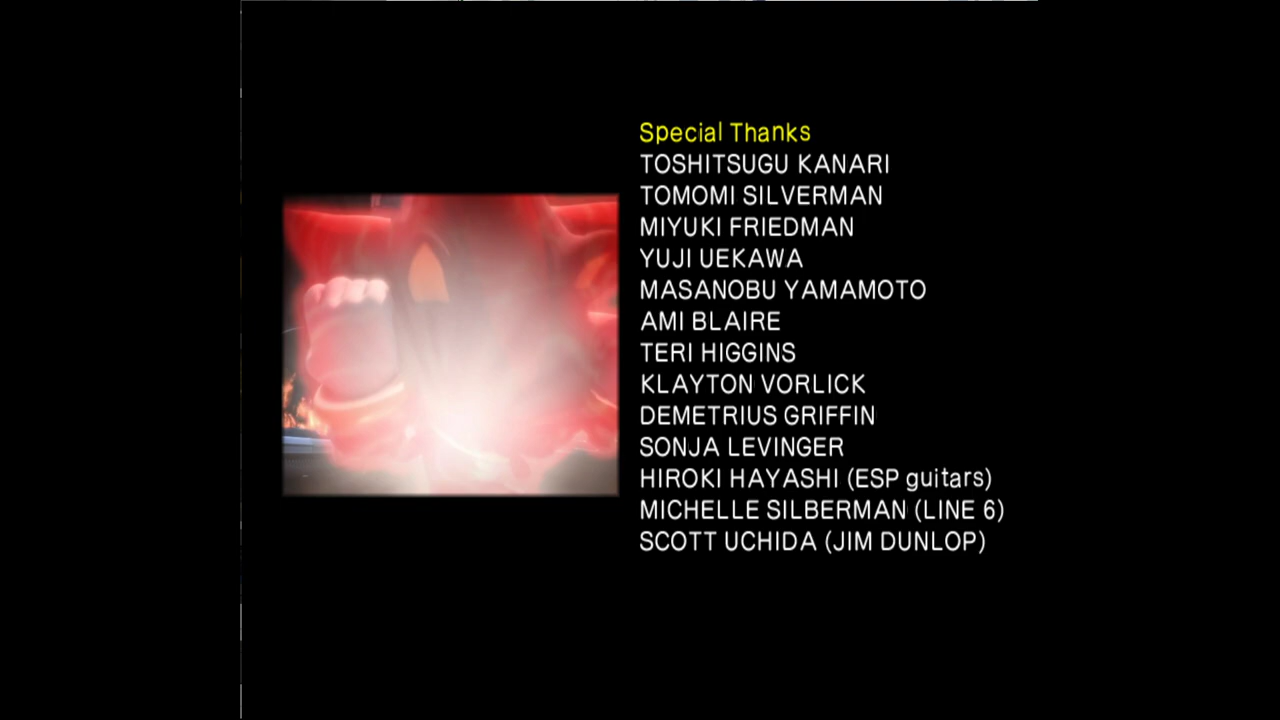 Special Thanks
TOSHITSUGU KANARI
TOMOMI SILVERMAN
MIYUKI FRIEDMAN
YUJI UEKAWA
MASANOBU YAMAMOTO
AMI BLAIRE
TERI HIGGINS
KLAYTON VORLICK
DEMETRIUS GRIFFIN
SONJA LEVINGER
HIROKI HAYASHI (ESP guitars)
MICHELLE SILBERMAN (LINE 6)
SCOTT UCHIDA (JIM DUNLOP)